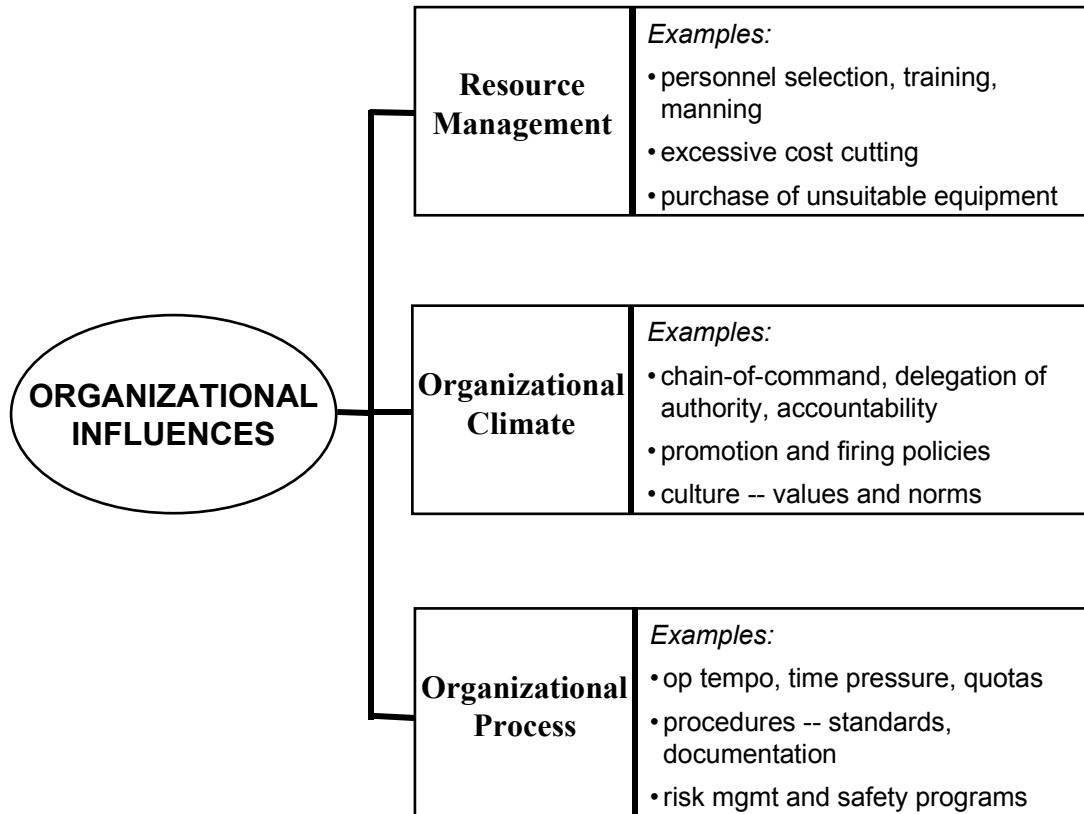 ORGANIZATIONAL
INFLUENCES
Resource
Management
Examples:
• personnel selection, training,
manning
• excessive cost cutting
• purchase of unsuitable equipment
Organizational
Climate
Examples:
• chain-of-command, delegation of
authority, accountability
• promotion and firing policies
• culture -- values and norms
Organizational
Process
Examples:
• op tempo, time pressure, quotas
• procedures -- standards,
documentation
• risk mgmt and safety programs